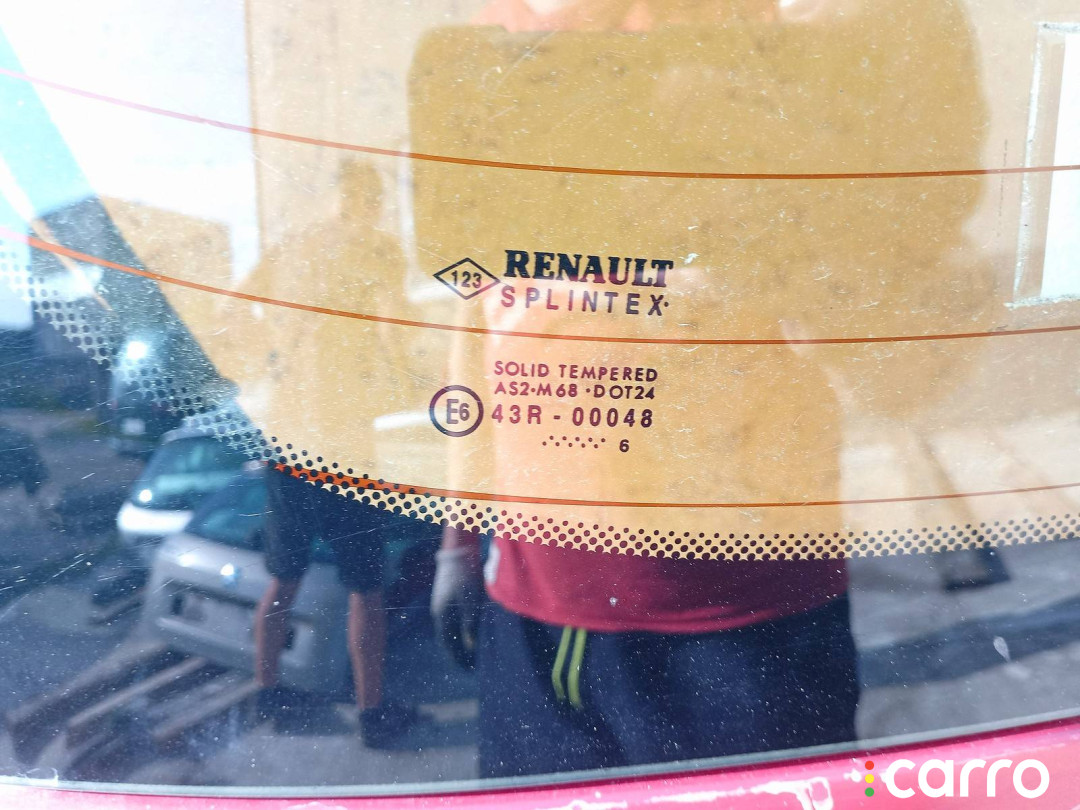 123 RENAULT
SPLINTEX
SOLID TEMPERED
AS2·M68 ·DOT24
E6 43R - 00048
....... 6
carro